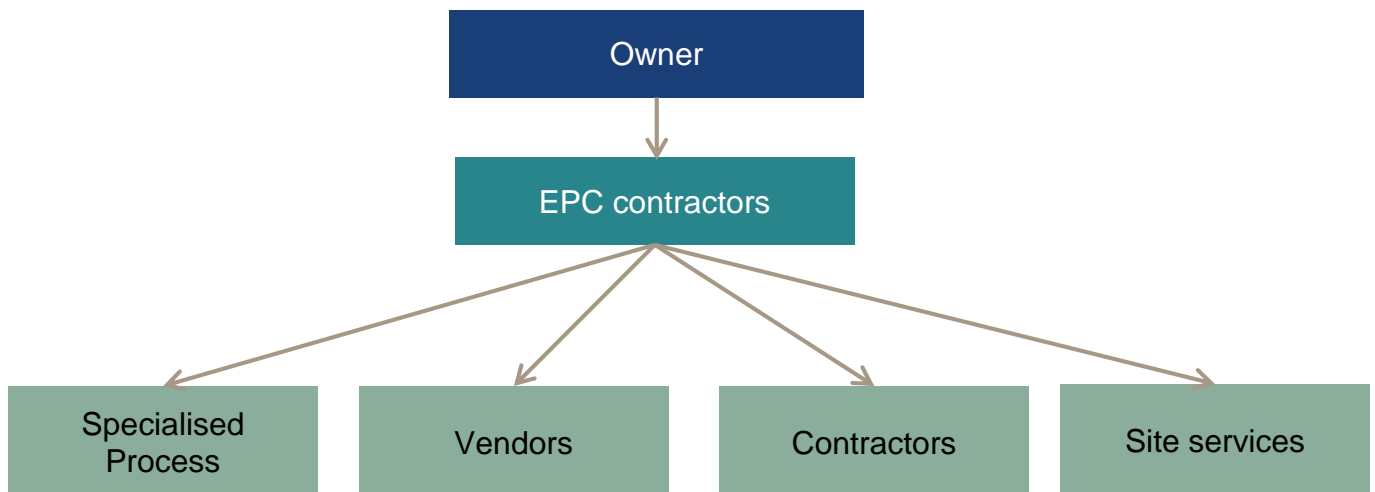 Owner
EPC contractors
Specialised
Process
Vendors
Contractors
Site services